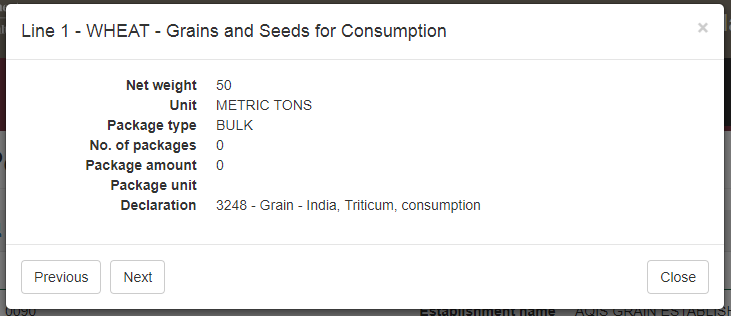 Line 1 - WHEAT - Grains and Seeds for Consumption ×
Net weight 50
Unit METRIC TONS
Package type BULK
No. of packages 0
Package amount 0
Package unit
Declaration 3248 - Grain - India, Triticum, consumption
Previous Next Close
0090 Establishment name AQIS GRAIN ESTABLISH